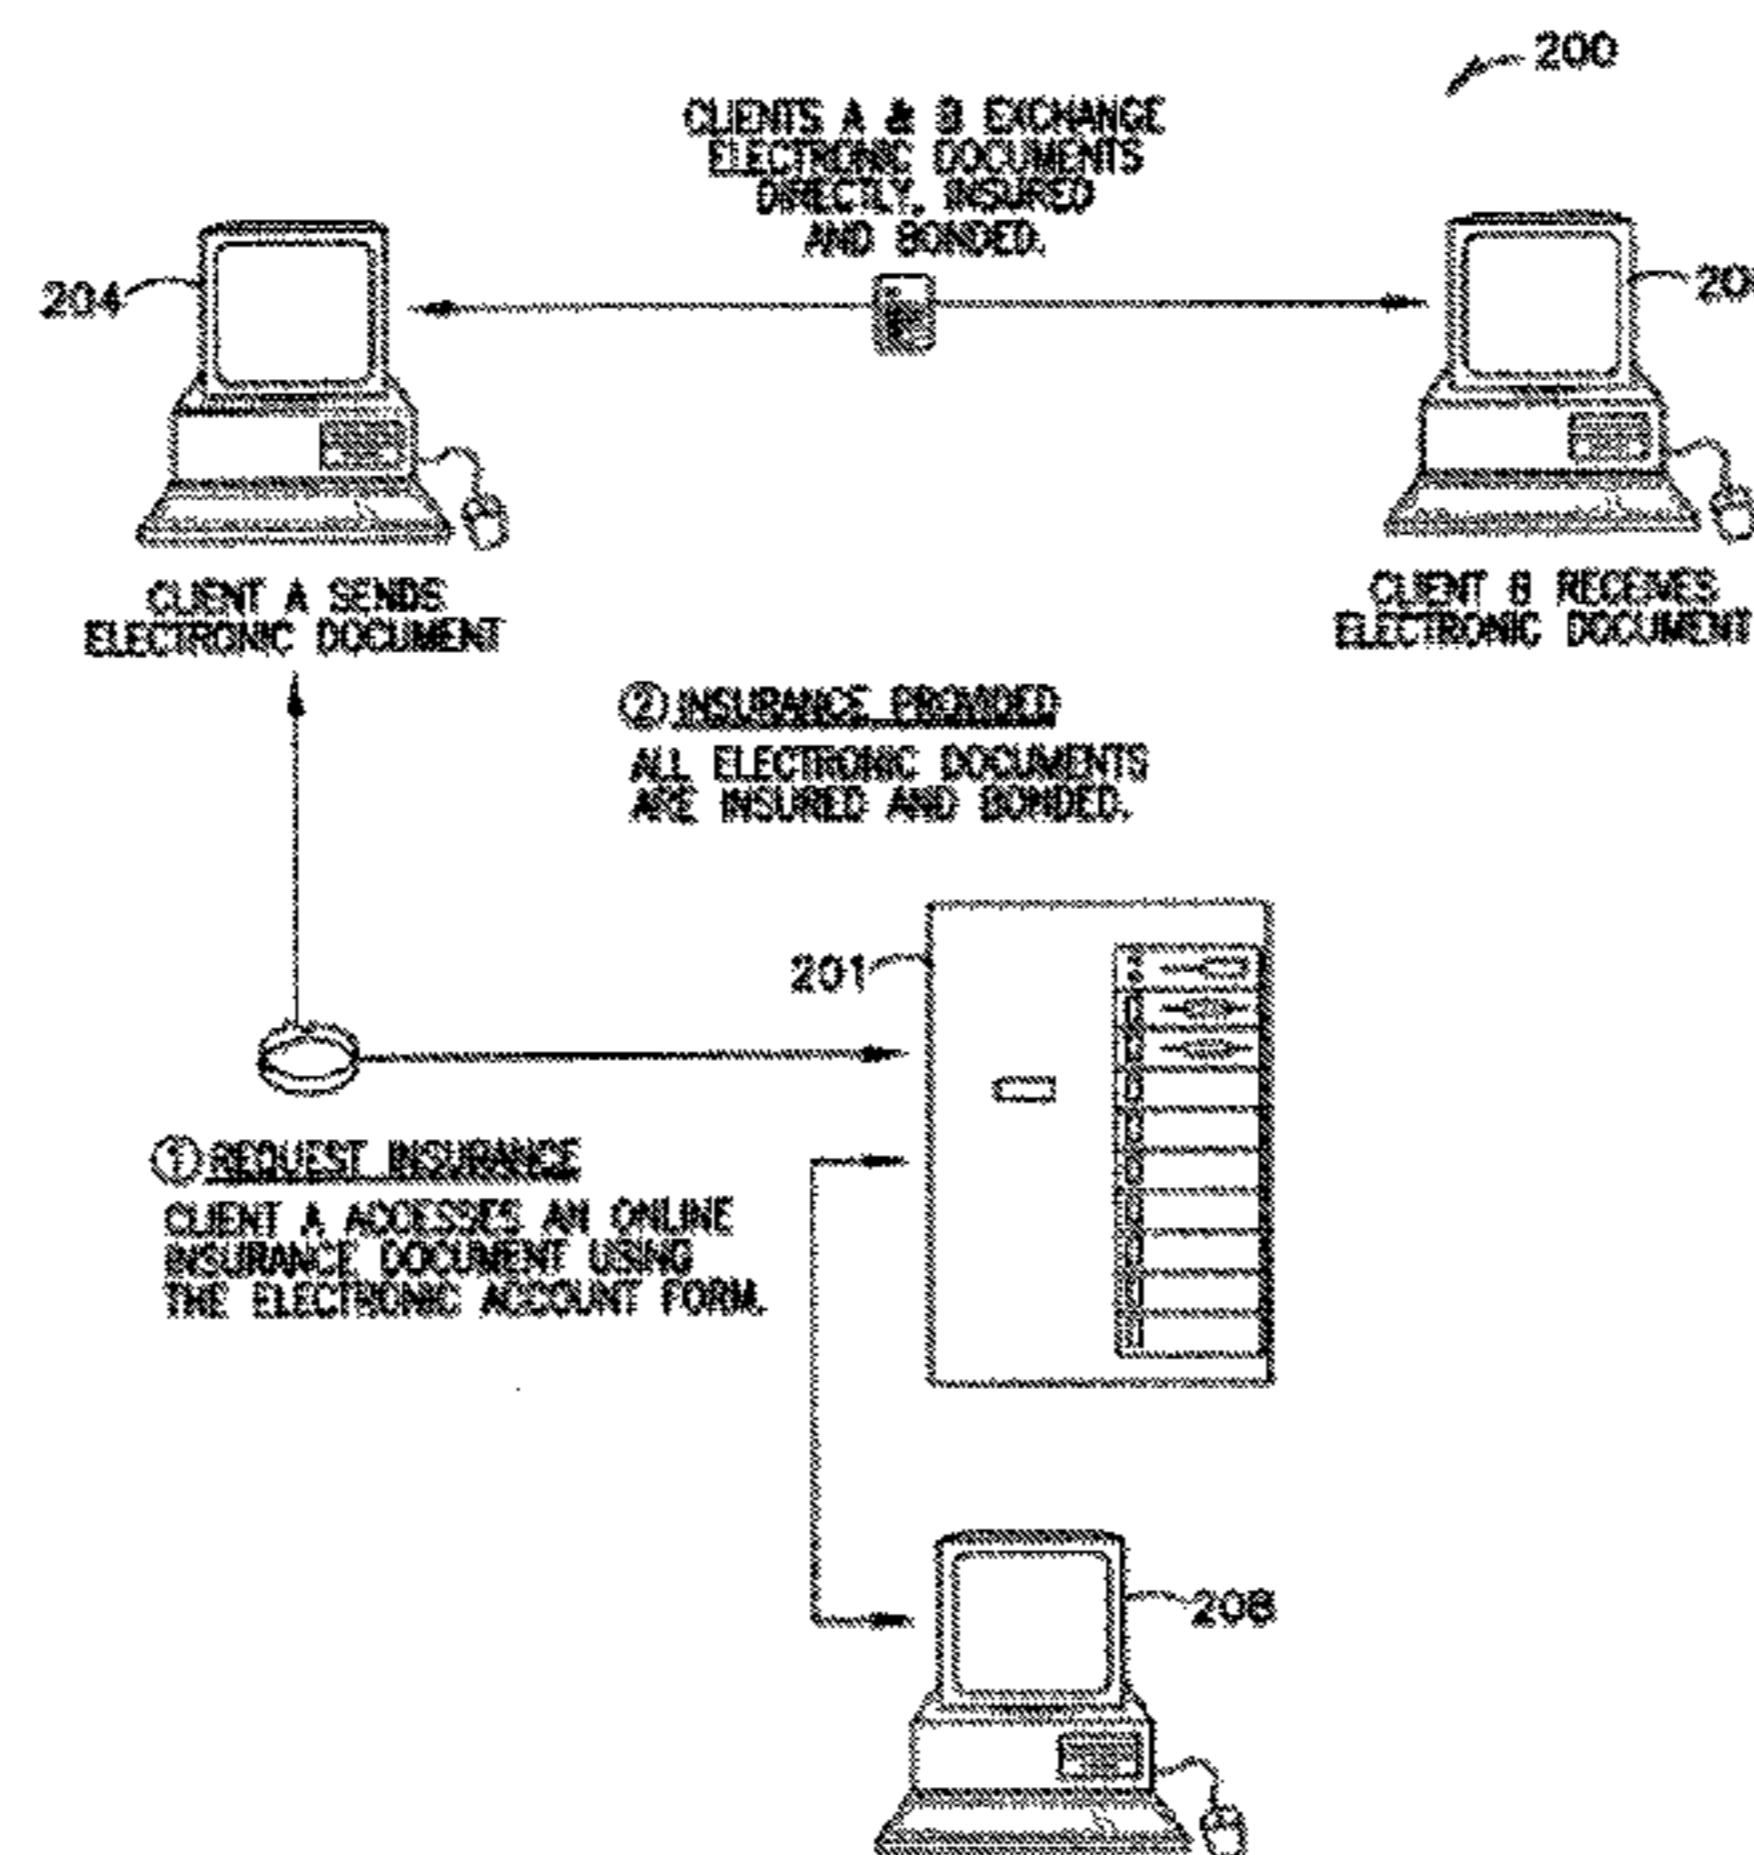 200
CLIENTS A & B EXCHANGE
ELECTRONIC DOCUMENTS
DIRECTLY, INSURED
AND BONDED.
204
CLIENT A SENDS
ELECTRONIC DOCUMENT
CLIENT B RECEIVES
ELECTRONIC DOCUMENT
2 INSURANCE PROVIDED
ALL ELECTRONIC DOCUMENTS
ARE INSURED AND BONDED.
201
1 REQUEST INSURANCE
CLIENT A ACCESSES AN ONLINE
INSURANCE DOCUMENT USING
THE ELECTRONIC ACCOUNT FORM.
208